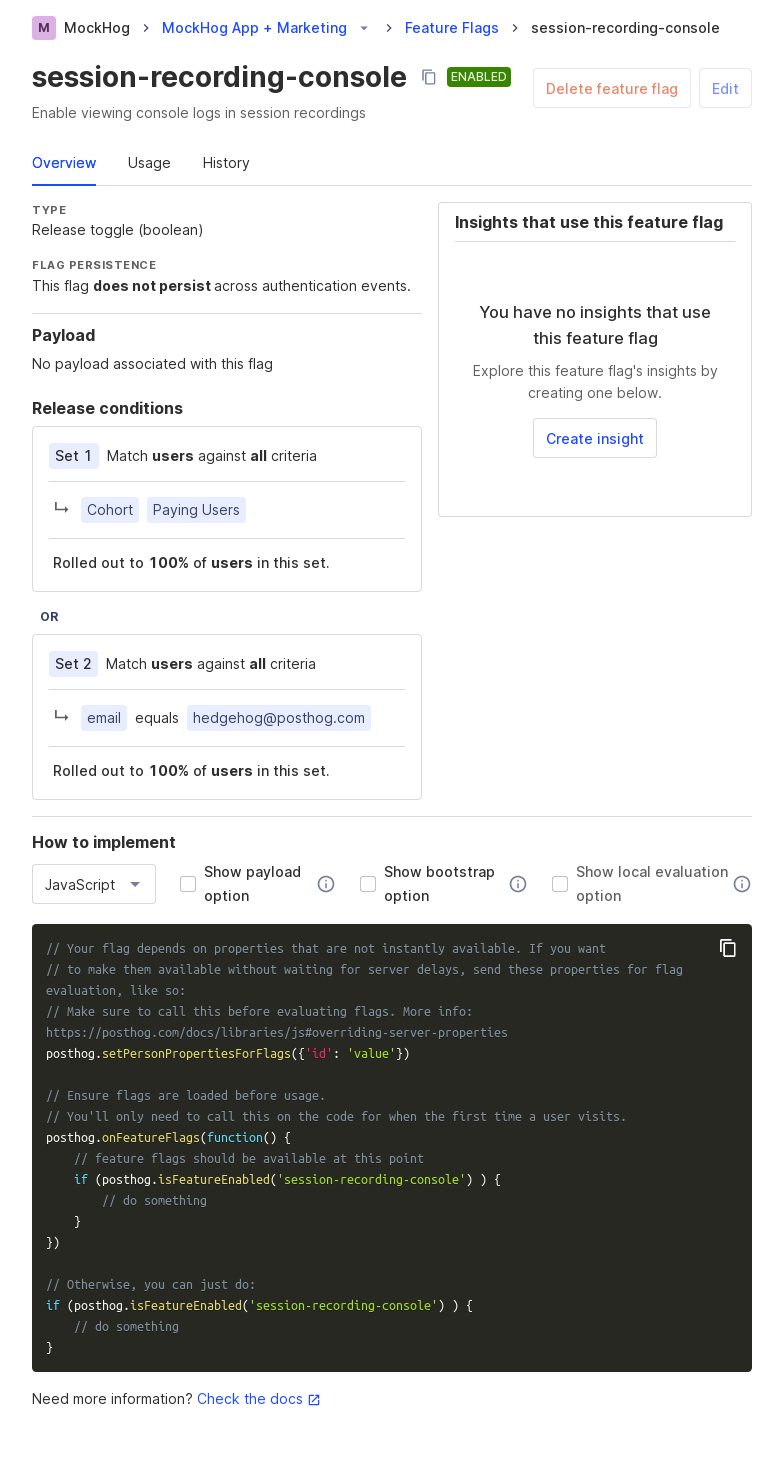 M MockHog > MockHog App + Marketing > Feature Flags > session-recording-console
session-recording-console ENABLED
Delete feature flag Edit
Enable viewing console logs in session recordings
Overview Usage History
TYPE
Release toggle (boolean)
FLAG PERSISTENCE
This flag does not persist across authentication events.
Payload
No payload associated with this flag
Release conditions
Set 1 Match users against all criteria
Cohort Paying Users
Rolled out to 100% of users in this set.
OR
Set 2 Match users against all criteria
email equals hedgehog@posthog.com
Rolled out to 100% of users in this set.
Insights that use this feature flag
You have no insights that use
this feature flag
Explore this feature flag's insights by
creating one below.
Create insight
How to implement
JavaScript
Show payload
option
Show bootstrap
option
Show local evaluation
option
// Your flag depends on properties that are not instantly available. If you want
// to make them available without waiting for server delays, send these properties for flag
evaluation, like so:
// Make sure to call this before evaluating flags. More info:
https://posthog.com/docs/libraries/js#overriding-server-properties
posthog.setPersonPropertiesForFlags({'id': 'value'})
// Ensure flags are loaded before usage.
// You'll only need to call this on the code for when the first time a user visits.
posthog.onFeatureFlags(function() {
    // feature flags should be available at this point
    if (posthog.isFeatureEnabled('session-recording-console') ) {
        // do something
    }
})
// Otherwise, you can just do:
if (posthog.isFeatureEnabled('session-recording-console') ) {
    // do something
}
Need more information? Check the docs